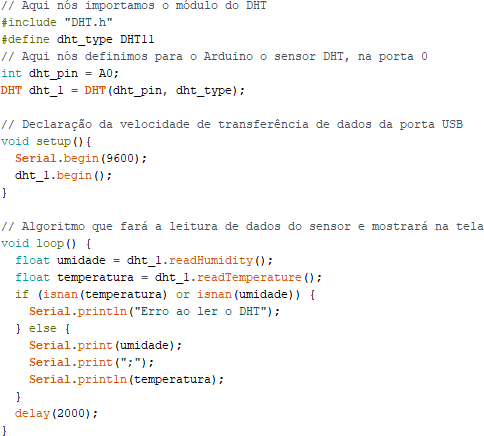 // Aqui nós importamos o módulo do DHT
#include "DHT.h"
#define dht_type DHT11
// Aqui nós definimos para o Arduino o sensor DHT, na porta 0
int dht_pin = A0;
DHT dht_1 = DHT(dht_pin, dht_type);

// Declaração da velocidade de transferência de dados da porta USB
void setup(){
  Serial.begin(9600);
  dht_1.begin();
}

// Algoritmo que fará a leitura de dados do sensor e mostrará na tela
void loop() {
  float umidade = dht_1.readHumidity();
  float temperatura = dht_1.readTemperature();
  if (isnan(temperatura) or isnan(umidade)) {
    Serial.println("Erro ao ler o DHT");
  } else {
    Serial.print(umidade);
    Serial.print(";");
    Serial.println(temperatura);
  }
  delay(2000);
}